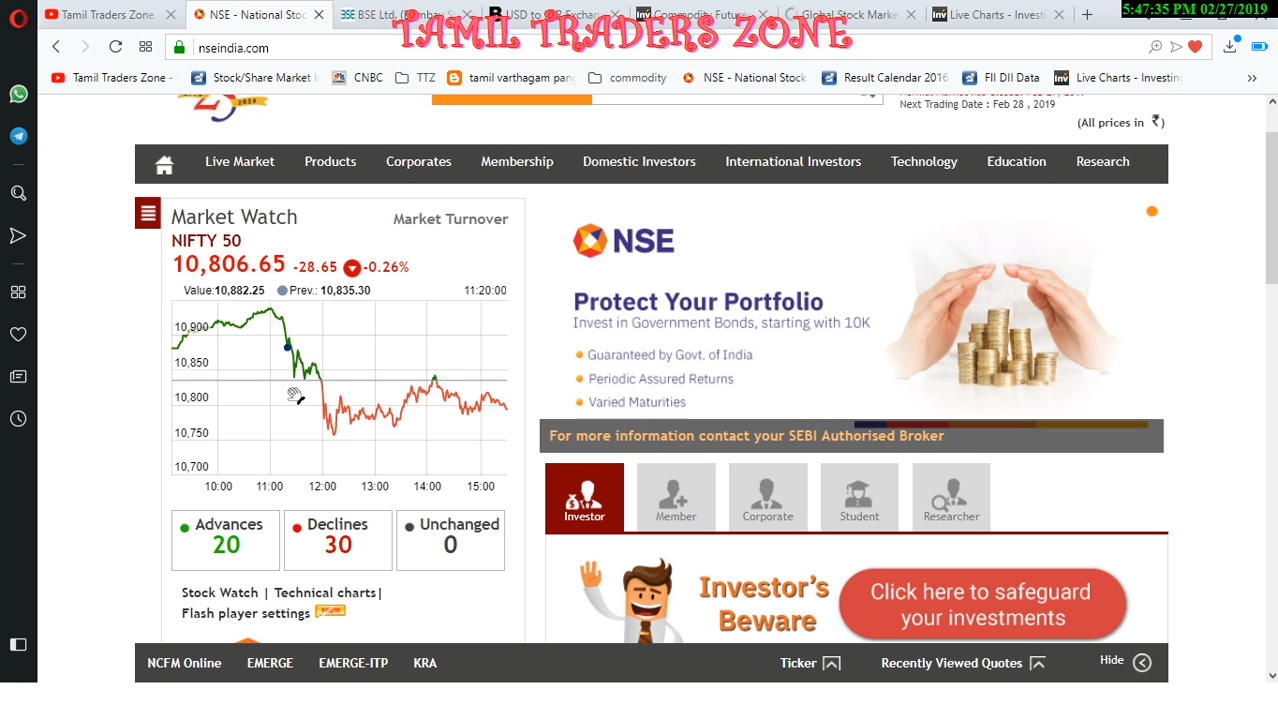 5:47:35 PM 02/27/2019
Tamil Traders Zone
NSE - National Stoc
BSE Ltd. (Bombay S
USD to
Exchan
Commodity Future
Global Stock Marke
Live Charts - Investi
TAMIL TRADERS ZONE
nseindia.com
Tamil Traders Zone -
Stock/Share Market
CNBC
TTZ
tamil varthagam pan
commodity
NSE - National Stock
Result Calendar 2016
FII DII Data
Live Charts - Investing
Next Trading Date : Feb 28 , 2019
(All prices in ₹)
Live Market
Products
Corporates
Membership
Domestic Investors
International Investors
Technology
Education
Research
Market Watch
Market Turnover
NIFTY 50
10,806.65 -28.65 -0.26%
Value:10,882.25 Prev.: 10,835.30 11:20:00
10,900
10,850
10,800
10,750
10,700
10:00 11:00 12:00 13:00 14:00 15:00
Advances
20
Declines
30
Unchanged
0
Stock Watch | Technical charts|
Flash player settings
NSE
Protect Your Portfolio
Invest in Government Bonds, starting with 10K
Guaranteed by Govt. of India
Periodic Assured Returns
Varied Maturities
For more information contact your SEBI Authorised Broker
Investor
Member
Corporate
Student
Researcher
Investor's
Beware
Click here to safeguard
your investments
NCFM Online
EMERGE
EMERGE-ITP
KRA
Ticker
Recently Viewed Quotes
Hide